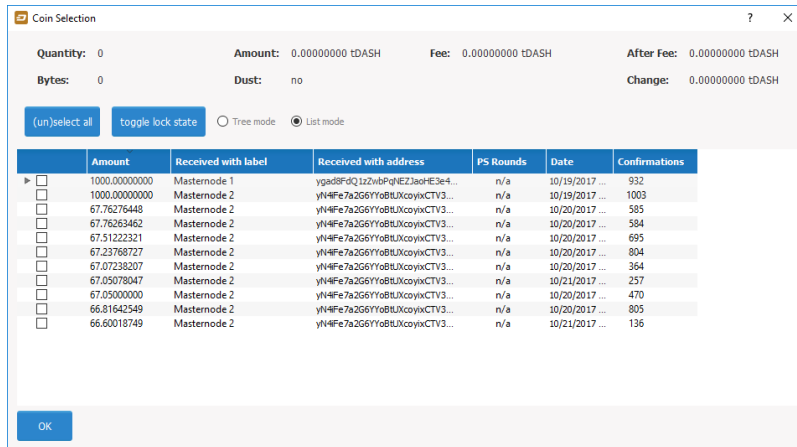 Coin Selection
Quantity: 0 Amount: 0.00000000 tDASH Fee: 0.00000000 tDASH After Fee: 0.00000000 tDASH
Bytes: 0 Dust: no Change: 0.00000000 tDASH
(un)select all toggle lock state Tree mode List mode
Amount Received with label Received with address PS Rounds Date Confirmations
1000.00000000 Masternode 1 ygad8FdQ1zZwbPqNEZJaoHE3e4... n/a 10/19/2017 ... 932
1000.00000000 Masternode 2 yN4iFe7a2G6YYoBtUXcoyixCTV3... n/a 10/19/2017 ... 1003
67.76276448 Masternode 2 yN4iFe7a2G6YYoBtUXcoyixCTV3... n/a 10/20/2017 ... 585
67.76263462 Masternode 2 yN4iFe7a2G6YYoBtUXcoyixCTV3... n/a 10/20/2017 ... 584
67.51222321 Masternode 2 yN4iFe7a2G6YYoBtUXcoyixCTV3... n/a 10/20/2017 ... 695
67.23768727 Masternode 2 yN4iFe7a2G6YYoBtUXcoyixCTV3... n/a 10/20/2017 ... 804
67.07238207 Masternode 2 yN4iFe7a2G6YYoBtUXcoyixCTV3... n/a 10/20/2017 ... 364
67.05078047 Masternode 2 yN4iFe7a2G6YYoBtUXcoyixCTV3... n/a 10/21/2017 ... 257
67.05000000 Masternode 2 yN4iFe7a2G6YYoBtUXcoyixCTV3... n/a 10/20/2017 ... 470
66.81642549 Masternode 2 yN4iFe7a2G6YYoBtUXcoyixCTV3... n/a 10/20/2017 ... 805
66.60018749 Masternode 2 yN4iFe7a2G6YYoBtUXcoyixCTV3... n/a 10/21/2017 ... 136
OK